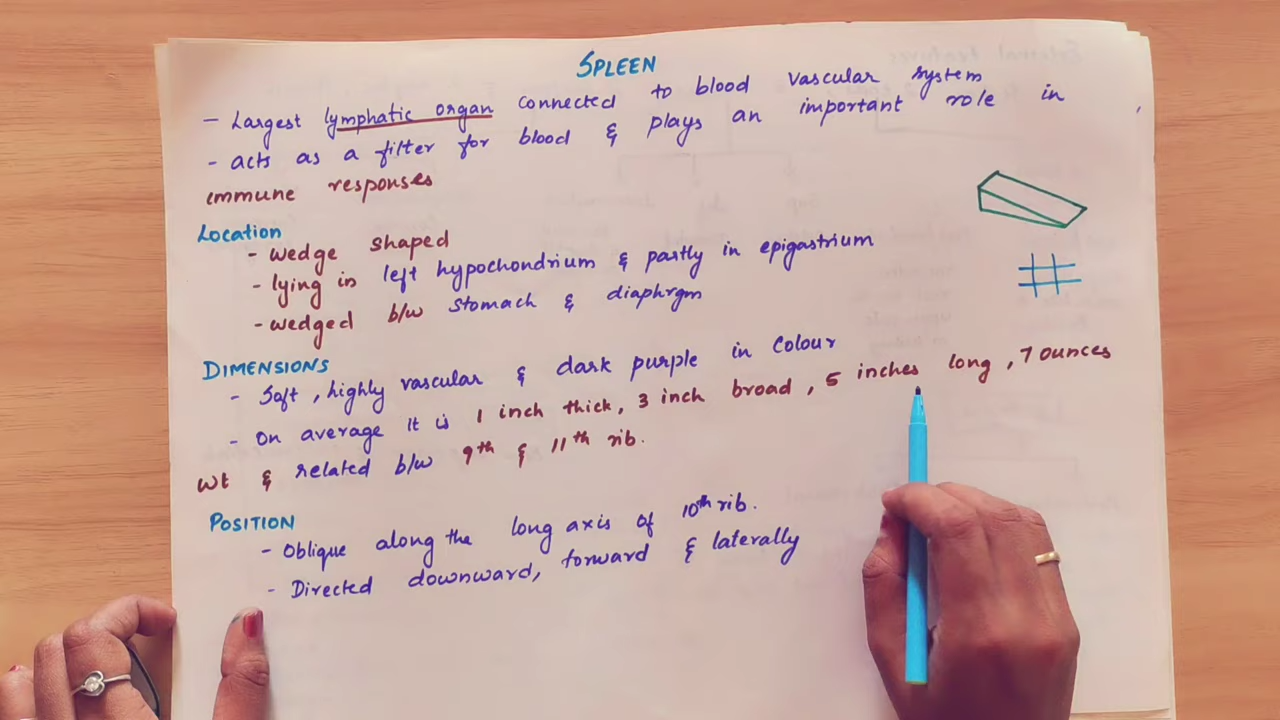 SPLEEN
- Largest lymphatic organ connected to blood vascular system
- acts as a filter for blood & plays an important role in
immune responses
Location
- wedge shaped
- lying in left hypochondrium & partly in epigastrium
- wedged b/w stomach & diaphrgm
DIMENSIONS
- Soft, highly vascular & dark purple in colour
- On average it is 1 inch thick, 3 inch broad, 5 inches long, 7 ounces
wt & related b/w 9th & 11th rib.
POSITION
- Oblique along the long axis of 10th rib.
- Directed downward, forward & laterally